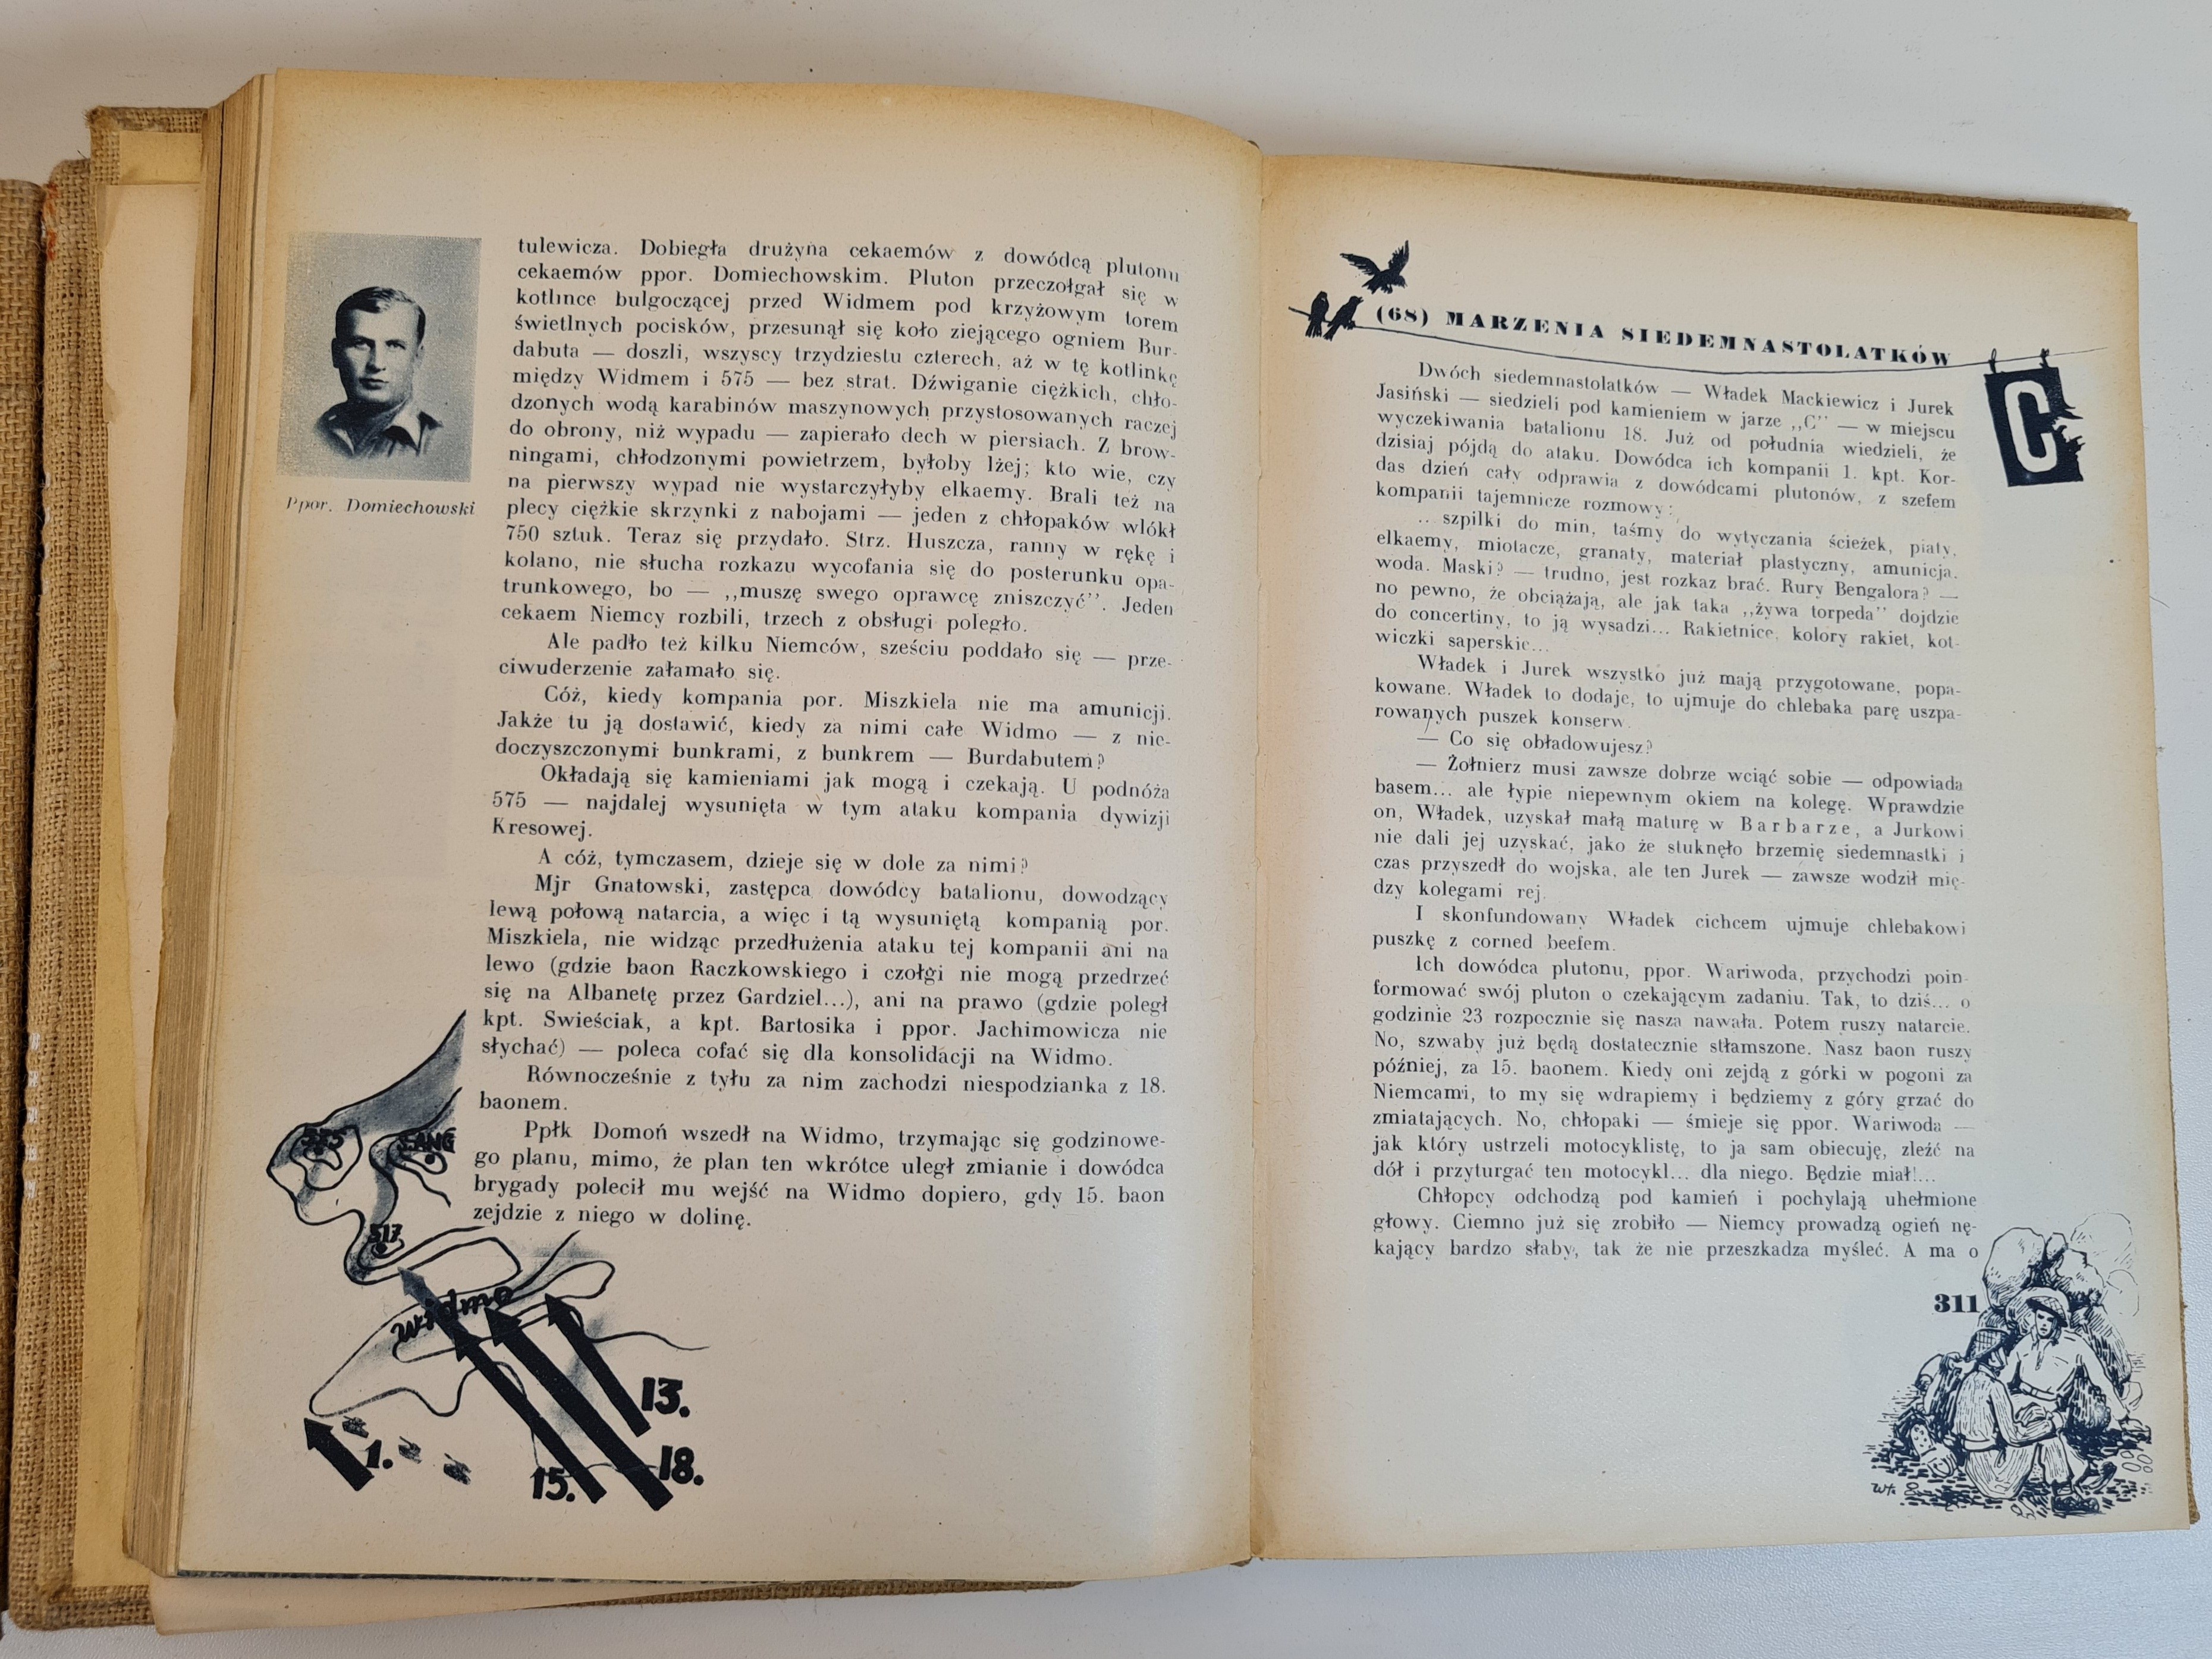 tulewicza. Dobiegła drużyna cekaemów z dowódcą plutonu
cekaemów ppor. Domiechowskim. Pluton przeczołgał się w
kotlince bulgoczącej przed Widmem pod krzyżowym torem
świetlnych pocisków, przesunął się koło ziejącego ogniem Bur-
dabuta — doszli, wszyscy trzydziestu czterech, aż w tę kotlinkę
między Widmem i 575 — bez strat. Dźwiganie ciężkich, chło-
dzonych wodą karabinów maszynowych przystosowanych raczej
do obrony, niż wypadu — zapierało dech w piersiach. Z brow-
ningami, chłodzonymi powietrzem, byłoby lżej; kto wie, czy
na pierwszy wypad nie wystarczyłyby elkaemy. Brali też na
plecy ciężkie skrzynki z nabojami — jeden z chłopaków wlókł
750 sztuk. Teraz się przydało. Strz. Huszcza, ranny w rękę i
kolano, nie słucha rozkazu wycofania się do posterunku opa-
trunkowego, bo — ,,muszę swego oprawcę zniszczyć''. Jeden
cekaem Niemcy rozbili, trzech z obsługi poległo.
Ale padło też kilku Niemców, sześciu poddało się — prze-
ciwuderzenie załamało się.
Cóż, kiedy kompania por. Miszkiela nie ma amunicji.
Jakże tu ją dostawić, kiedy za nimi całe Widmo — z nie-
doczyszczonymi bunkrami, z bunkrem — Burdabutem?
Okładają się kamieniami jak mogą i czekają. U podnóża
575 — najdalej wysunięta w tym ataku kompania dywizji
Kresowej.
A cóż, tymczasem, dzieje się w dole za nimi?
Mjr Gnatowski, zastępca dowódcy batalionu, dowodzący
lewą połową natarcia, a więc i tą wysuniętą kompanią por.
Miszkiela, nie widząc przedłużenia ataku tej kompanii ani na
lewo (gdzie baon Raczkowskiego i czołgi nie mogą przedrzeć
się na Albanetę przez Gardziel...), ani na prawo (gdzie poległ
kpt. Swieściak, a kpt. Bartosika i ppor. Jachimowicza nie
słychać) — poleca cofać się dla konsolidacji na Widmo.
Równocześnie z tyłu za nim zachodzi niespodzianka z 18.
baonem.
Ppłk Domoń wszedł na Widmo, trzymając się godzinowe-
go planu, mimo, że plan ten wkrótce uległ zmianie i dowódca
brygady polecił mu wejść na Widmo dopiero, gdy 15. baon
zejdzie z niego w dolinę.
Ppor. Domiechowski
575
517
widmo
13.
18.
15.
1.
(68) MARZENIA SIEDEMNASTOLATKÓW
C
Dwóch siedemnastolatków — Władek Mackiewicz i Jurek
Jasiński — siedzieli pod kamieniem w jarze ,,C'' — w miejscu
wyczekiwania batalionu 18. Już od południa wiedzieli, że
dzisiaj pójdą do ataku. Dowódca ich kompanii 1. kpt. Kor-
das dzień cały odprawia z dowódcami plutonów, z szefem
kompanii tajemnicze rozmowy:
.. szpilki do min, taśmy do wytyczania ścieżek, piaty,
elkaemy, miotacze, granaty, materiał plastyczny, amunicja.
woda. Maski? — trudno, jest rozkaz brać. Rury Bengalora? —
no pewno, że obciążają, ale jak taka ,,żywa torpeda'' dojdzie
do concertiny, to ją wysadzi... Rakietnice, kolory rakiet, kot-
wiczki saperskie...
Władek i Jurek wszystko już mają przygotowane, popa-
kowane. Władek to dodaje, to ujmuje do chlebaka parę uszpa-
rowanych puszek konserw.
— Co się obładowujesz?
— Żołnierz musi zawsze dobrze wciąć sobie — odpowiada
basem... ale łypie niepewnym okiem na kolegę. Wprawdzie
on, Władek, uzyskał małą maturę w Barbarze, a Jurkowi
nie dali jej uzyskać, jako że stuknęło brzemię siedemnastki i
czas przyszedł do wojska, ale ten Jurek — zawsze wodził mię-
dzy kolegami rej.
I skonfundowany Władek cichcem ujmuje chlebakowi
puszkę z corned beefem.
Ich dowódca plutonu, ppor. Wariwoda, przychodzi poin-
formować swój pluton o czekającym zadaniu. Tak, to dziś... o
godzinie 23 rozpocznie się nasza nawała. Potem ruszy natarcie.
No, szwaby już będą dostatecznie stłamszone. Nasz baon ruszy
później, za 15. baonem. Kiedy oni zejdą z górki w pogoni za
Niemcami, to my się wdrapiemy i będziemy z góry grzać do
zmiatających. No, chłopaki — śmieje się ppor. Wariwoda —
jak który ustrzeli motocyklistę, to ja sam obiecuję, zleźć na
dół i przyturgać ten motocykl... dla niego. Będzie miał!...
Chłopcy odchodzą pod kamień i pochylają uhełmione
głowy. Ciemno już się zrobiło — Niemcy prowadzą ogień nę-
kający bardzo słaby, tak że nie przeszkadza myśleć. A ma o
311